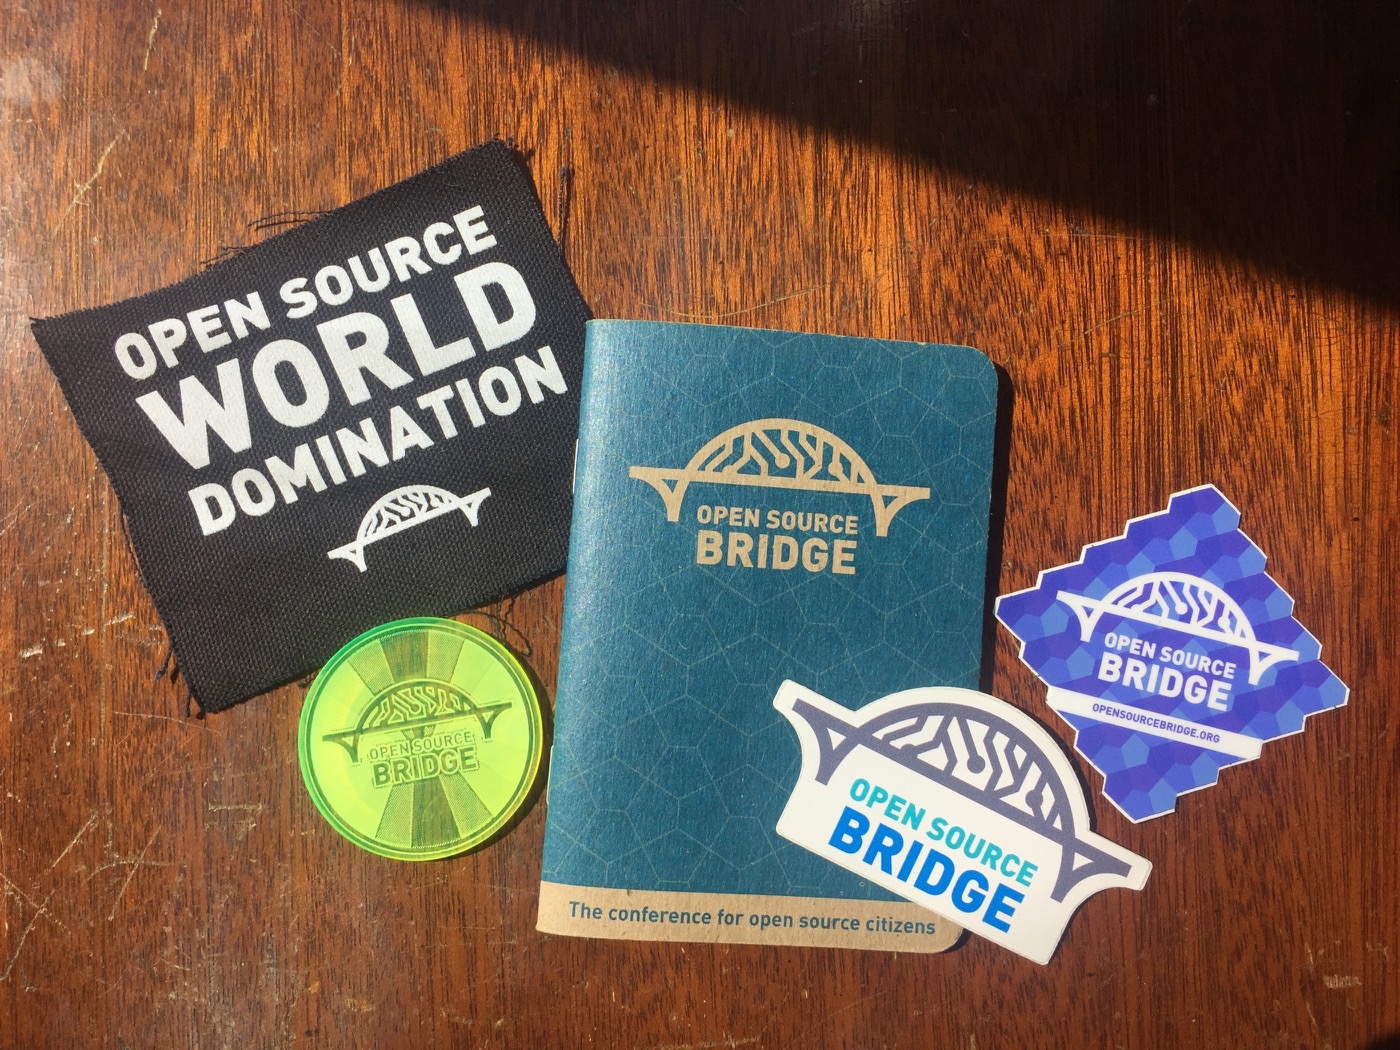 OPEN SOURCE
WORLD
DOMINATION
OPEN SOURCE
BRIDGE
The conference for open source citizens
OPEN SOURCE
BRIDGE
OPEN SOURCE
BRIDGE
OPEN SOURCE
BRIDGE
OPENSOURCEBRIDGE.ORG